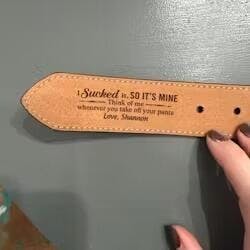 I Sucked it, SO IT'S MINE
Think of me
whenever you take off your pants
Love, Shannon